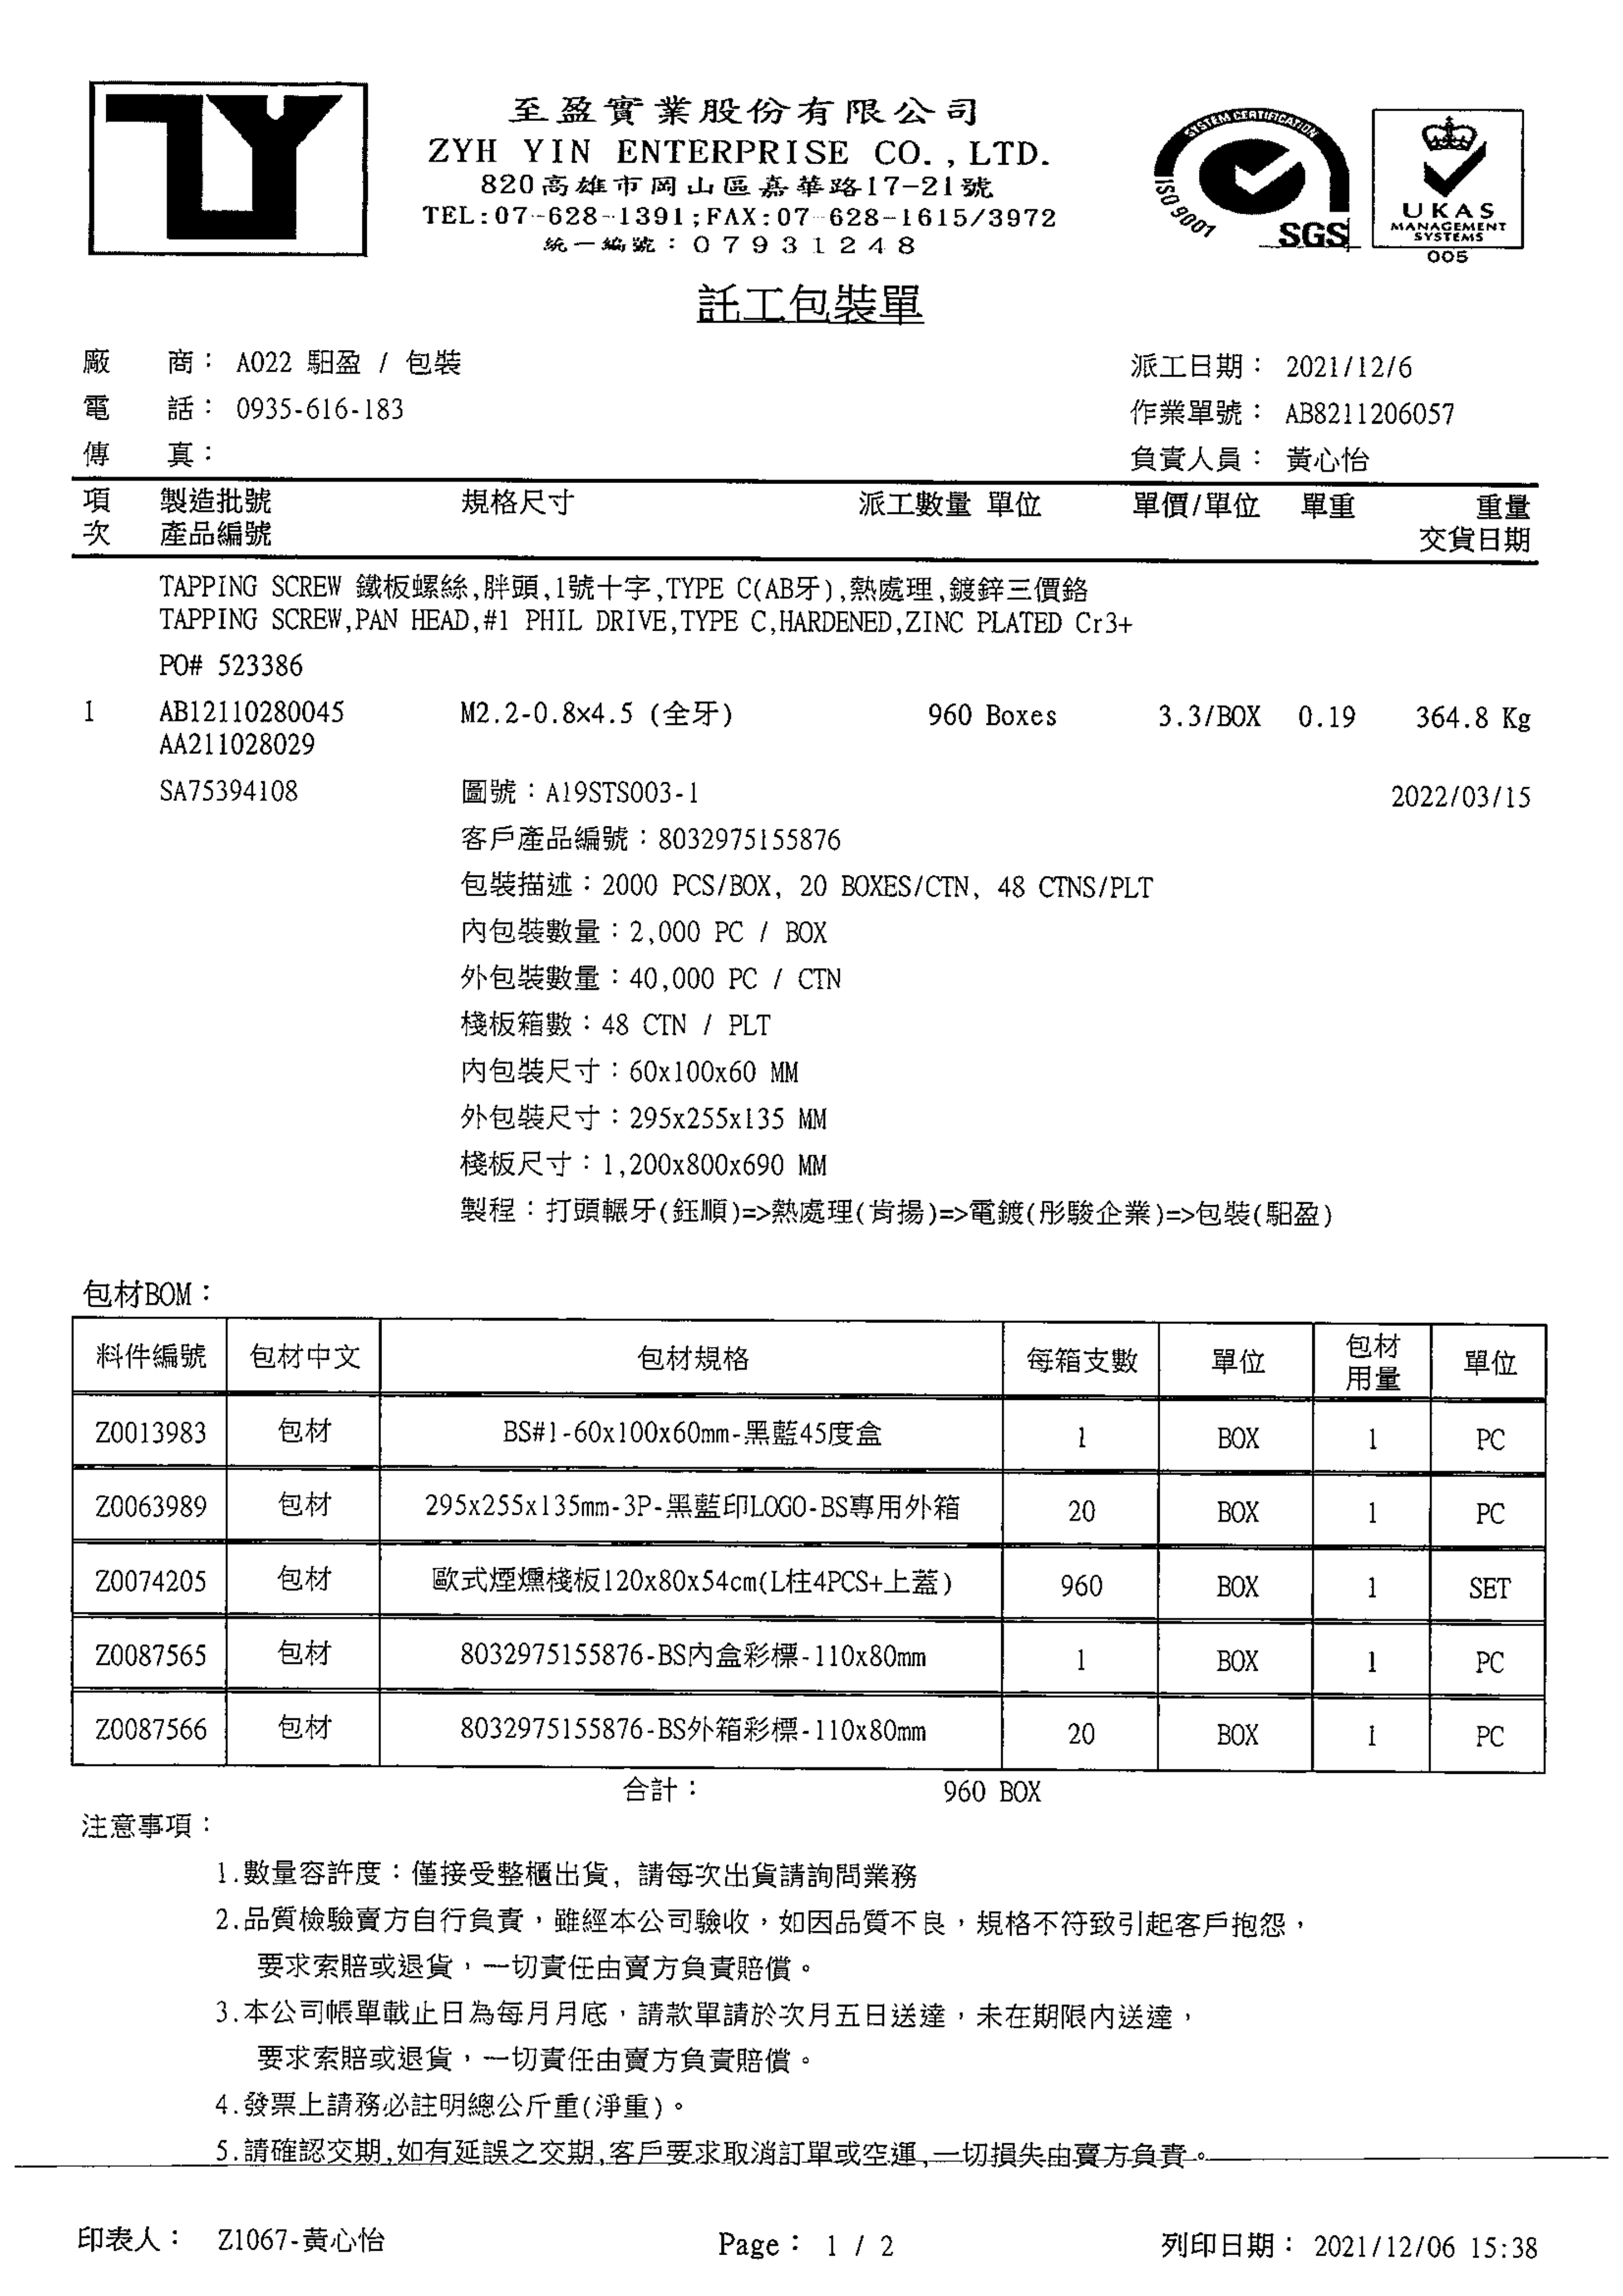 至盈實業股份有限公司
ZYH YIN ENTERPRISE CO.,LTD.
820高雄市岡山區嘉華路17-21號
TEL:07-628-1391;FAX:07-628-1615/3972
統一編號：07931248
SYSTEM CERTIFICATION
ISO 9001
SGS
UKAS
MANAGEMENT
SYSTEMS
005
託工包裝單
廠 商： A022 馹盈 / 包裝
派工日期： 2021/12/6
電 話： 0935-616-183
作業單號： AB8211206057
傳 真：
負責人員： 黃心怡
項 製造批號 規格尺寸 派工數量 單位 單價/單位 單重 重量
次 產品編號 交貨日期
TAPPING SCREW 鐵板螺絲,胖頭,1號十字,TYPE C(AB牙),熱處理,鍍鋅三價鉻
TAPPING SCREW,PAN HEAD,#1 PHIL DRIVE,TYPE C,HARDENED,ZINC PLATED Cr3+
PO# 523386
1 AB12110280045 M2.2-0.8×4.5 (全牙) 960 Boxes 3.3/BOX 0.19 364.8 Kg
AA211028029
SA75394108 圖號：A19STS003-1 2022/03/15
客戶產品編號：8032975155876
包裝描述：2000 PCS/BOX, 20 BOXES/CTN, 48 CTNS/PLT
內包裝數量：2,000 PC / BOX
外包裝數量：40,000 PC / CTN
棧板箱數：48 CTN / PLT
內包裝尺寸：60x100x60 MM
外包裝尺寸：295x255x135 MM
棧板尺寸：1,200x800x690 MM
製程：打頭輾牙(鈺順)=>熱處理(肯揚)=>電鍍(彤駿企業)=>包裝(馹盈)
包材BOM：
料件編號 包材中文 包材規格 每箱支數 單位 包材用量 單位
Z0013983 包材 BS#1-60x100x60mm-黑藍45度盒 1 BOX 1 PC
Z0063989 包材 295x255x135mm-3P-黑藍印LOGO-BS專用外箱 20 BOX 1 PC
Z0074205 包材 歐式煙燻棧板120x80x54cm(L柱4PCS+上蓋) 960 BOX 1 SET
Z0087565 包材 8032975155876-BS內盒彩標-110x80mm 1 BOX 1 PC
Z0087566 包材 8032975155876-BS外箱彩標-110x80mm 20 BOX 1 PC
合計： 960 BOX
注意事項：
1.數量容許度：僅接受整櫃出貨, 請每次出貨請詢問業務
2.品質檢驗賣方自行負責，雖經本公司驗收，如因品質不良，規格不符致引起客戶抱怨，
要求索賠或退貨，一切責任由賣方負責賠償。
3.本公司帳單載止日為每月月底，請款單請於次月五日送達，未在期限內送達，
要求索賠或退貨，一切責任由賣方負責賠償。
4.發票上請務必註明總公斤重(淨重)。
5.請確認交期,如有延誤之交期,客戶要求取消訂單或空運,一切損失由賣方負責。
印表人： Z1067-黃心怡 Page： 1 / 2 列印日期： 2021/12/06 15:38